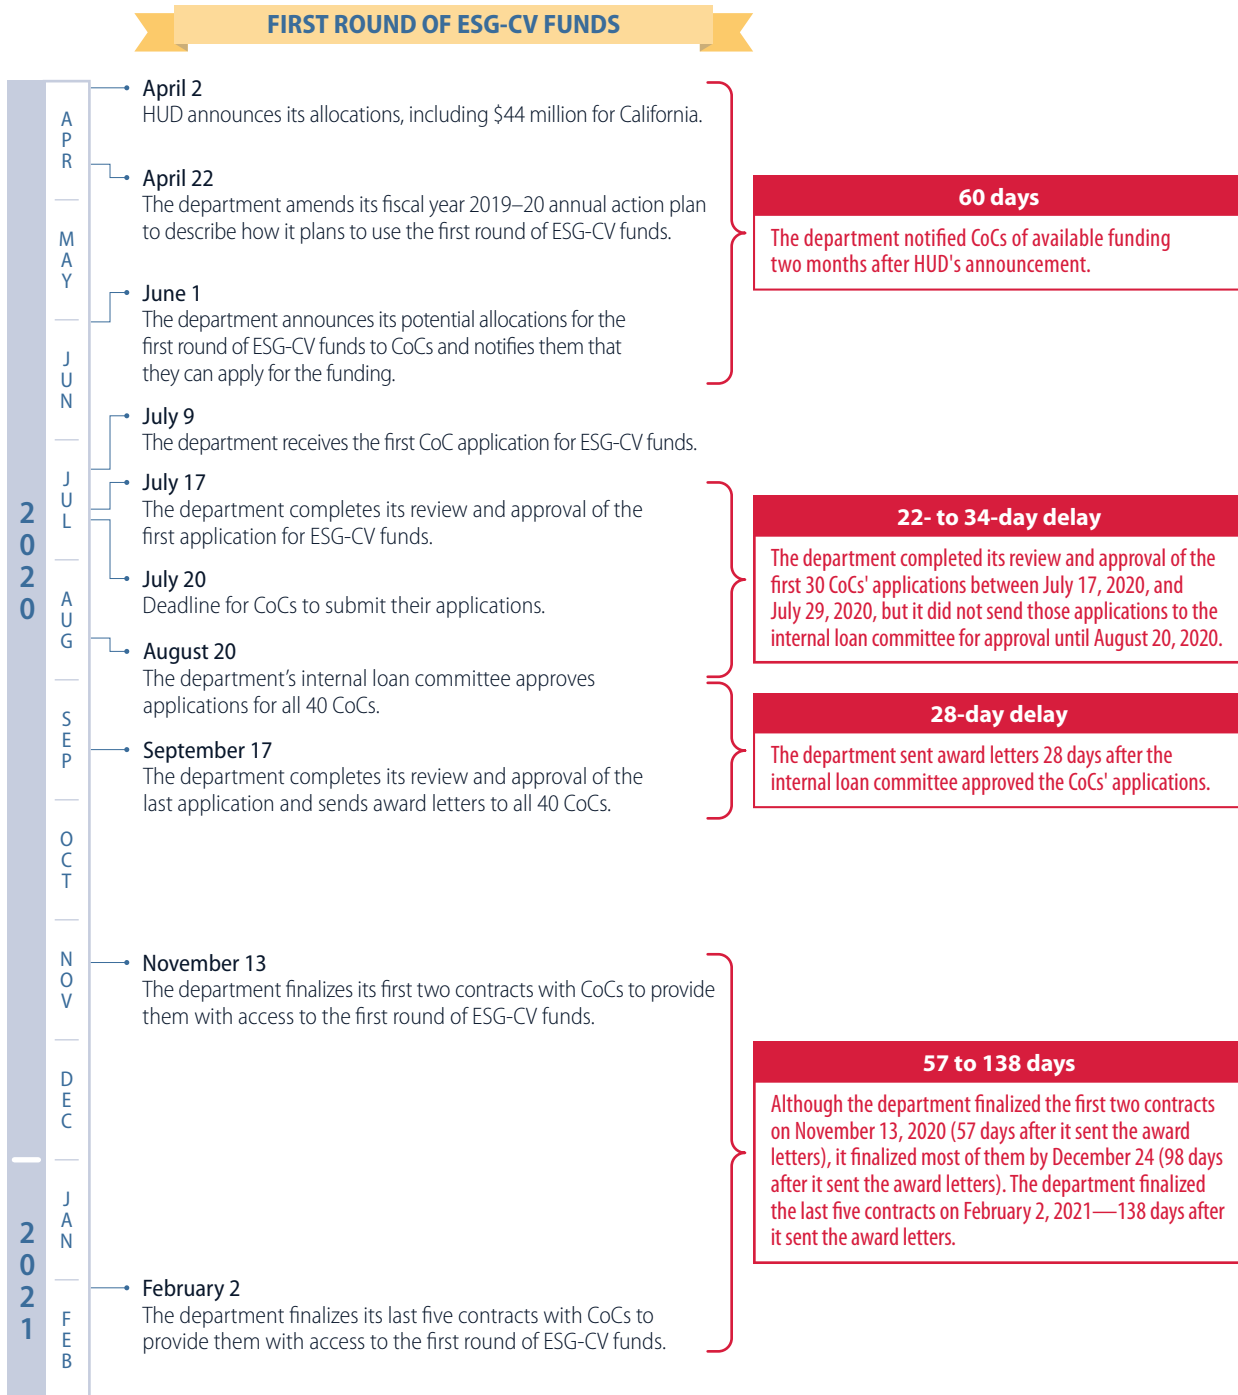 FIRST ROUND OF ESG-CV FUNDS
2020
APR
MAY
JUN
JUL
AUG
SEP
OCT
NOV
DEC
2021
JAN
FEB
April 2
HUD announces its allocations, including $44 million for California.
April 22
The department amends its fiscal year 2019–20 annual action plan
to describe how it plans to use the first round of ESG-CV funds.
June 1
The department announces its potential allocations for the
first round of ESG-CV funds to CoCs and notifies them that
they can apply for the funding.
60 days
The department notified CoCs of available funding
two months after HUD's announcement.
July 9
The department receives the first CoC application for ESG-CV funds.
July 17
The department completes its review and approval of the
first application for ESG-CV funds.
July 20
Deadline for CoCs to submit their applications.
August 20
The department’s internal loan committee approves
applications for all 40 CoCs.
22- to 34-day delay
The department completed its review and approval of the
first 30 CoCs' applications between July 17, 2020, and
July 29, 2020, but it did not send those applications to the
internal loan committee for approval until August 20, 2020.
September 17
The department completes its review and approval of the
last application and sends award letters to all 40 CoCs.
28-day delay
The department sent award letters 28 days after the
internal loan committee approved the CoCs' applications.
November 13
The department finalizes its first two contracts with CoCs to provide
them with access to the first round of ESG-CV funds.
February 2
The department finalizes its last five contracts with CoCs to
provide them with access to the first round of ESG-CV funds.
57 to 138 days
Although the department finalized the first two contracts
on November 13, 2020 (57 days after it sent the award
letters), it finalized most of them by December 24 (98 days
after it sent the award letters). The department finalized
the last five contracts on February 2, 2021—138 days after
it sent the award letters.